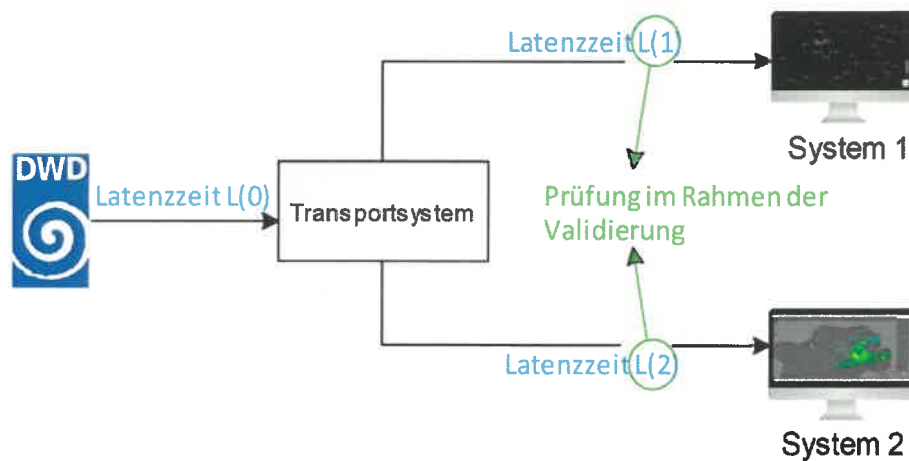 Latenzzeit L(1)
System 1
DWD
Latenzzeit L(0)
Transportsystem
Prüfung im Rahmen der
Validierung
Latenzzeit L(2)
System 2